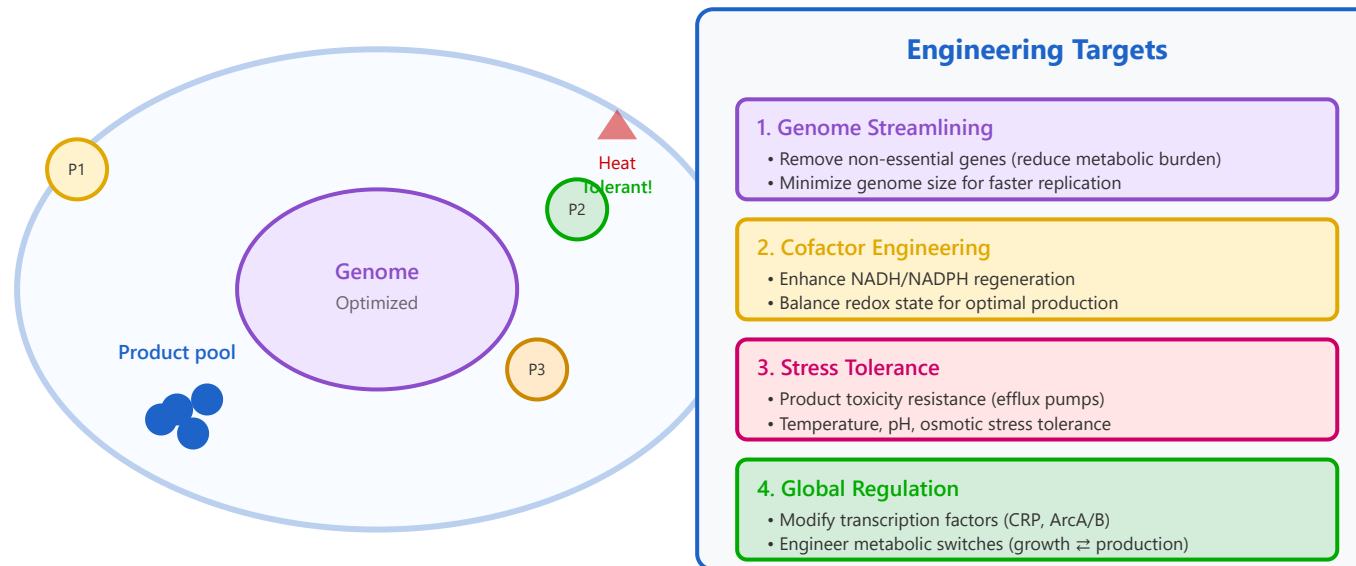 P1
Heat
Tolerant!
P2
Genome
Optimized
Product pool
P3
Engineering Targets
1. Genome Streamlining
• Remove non-essential genes (reduce metabolic burden)
• Minimize genome size for faster replication
2. Cofactor Engineering
• Enhance NADH/NADPH regeneration
• Balance redox state for optimal production
3. Stress Tolerance
• Product toxicity resistance (efflux pumps)
• Temperature, pH, osmotic stress tolerance
4. Global Regulation
• Modify transcription factors (CRP, ArcA/B)
• Engineer metabolic switches (growth ⇄ production)